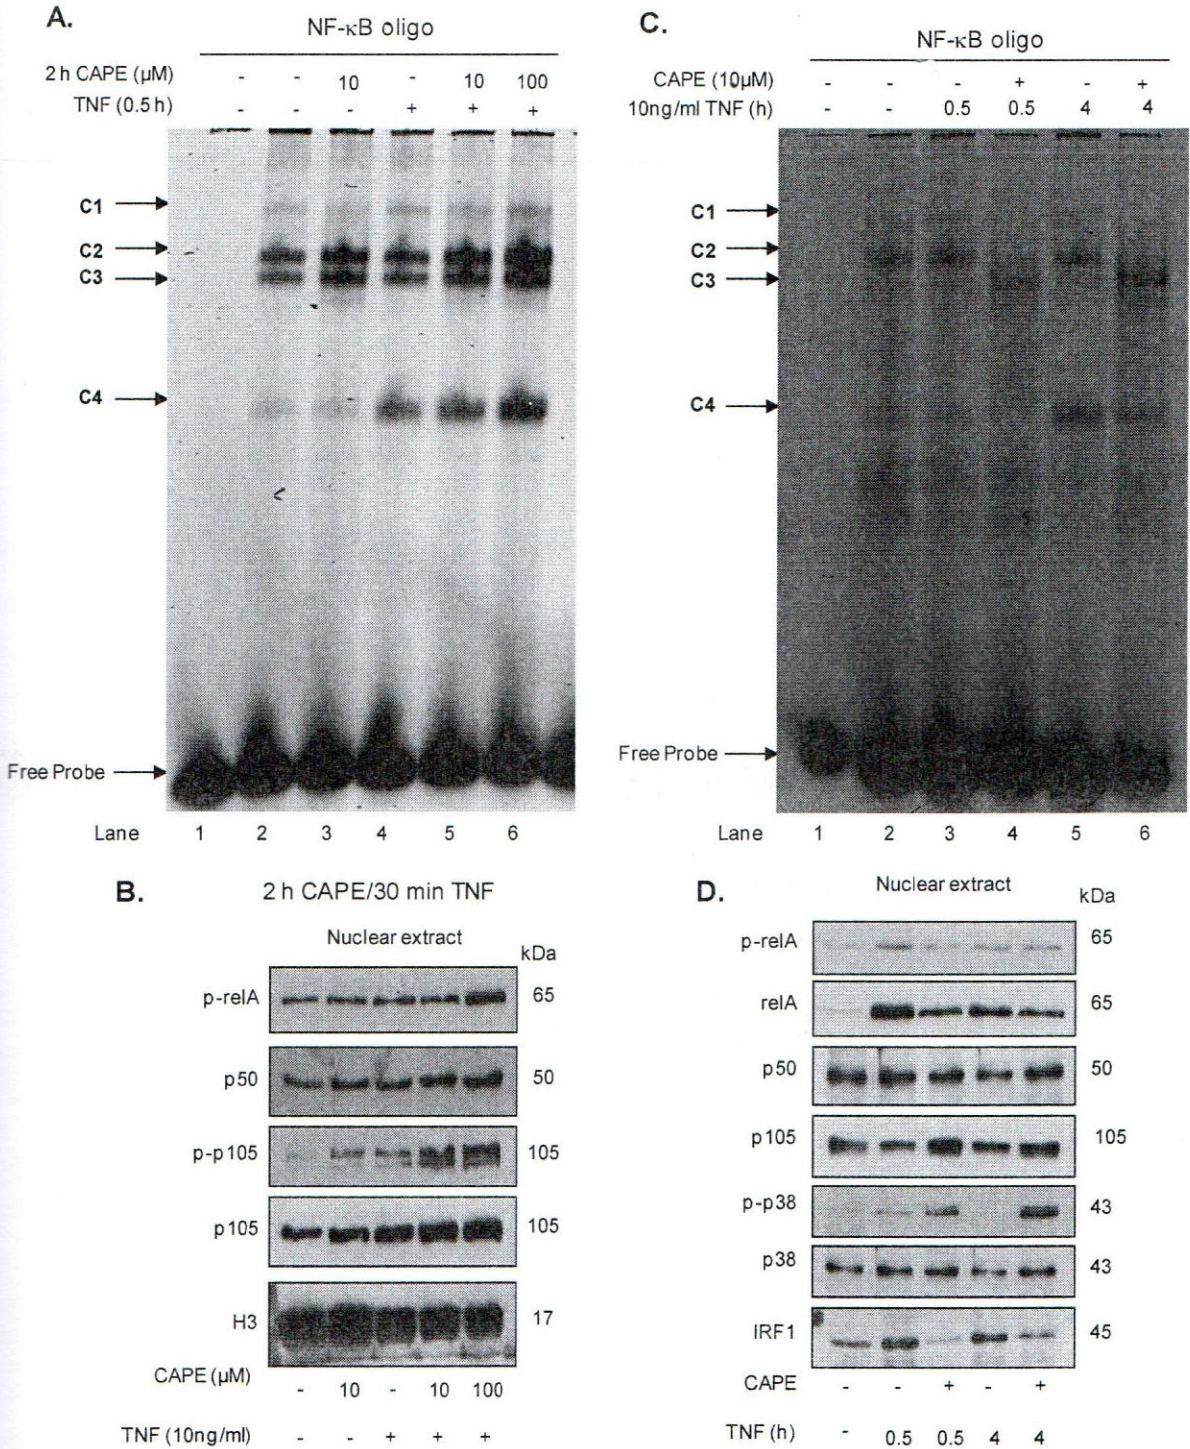 A.
NF-κB oligo
2 h CAPE (µM) - - 10 - 10 100
TNF (0.5 h) - - - + + +
C1
C2
C3
C4
Free Probe
Lane 1 2 3 4 5 6
C.
NF-κB oligo
CAPE (10µM) - - - + - +
10ng/ml TNF (h) - - 0.5 0.5 4 4
C1
C2
C3
C4
Free Probe
Lane 1 2 3 4 5 6
B. 2 h CAPE/30 min TNF
Nuclear extract
kDa
p-relA 65
p50 50
p-p105 105
p105 105
H3 17
CAPE (µM) - 10 - 10 100
TNF (10ng/ml) - - + + +
D. Nuclear extract
kDa
p-relA 65
relA 65
p50 50
p105 105
p-p38 43
p38 43
IRF1 45
CAPE - - + - +
TNF (h) - 0.5 0.5 4 4